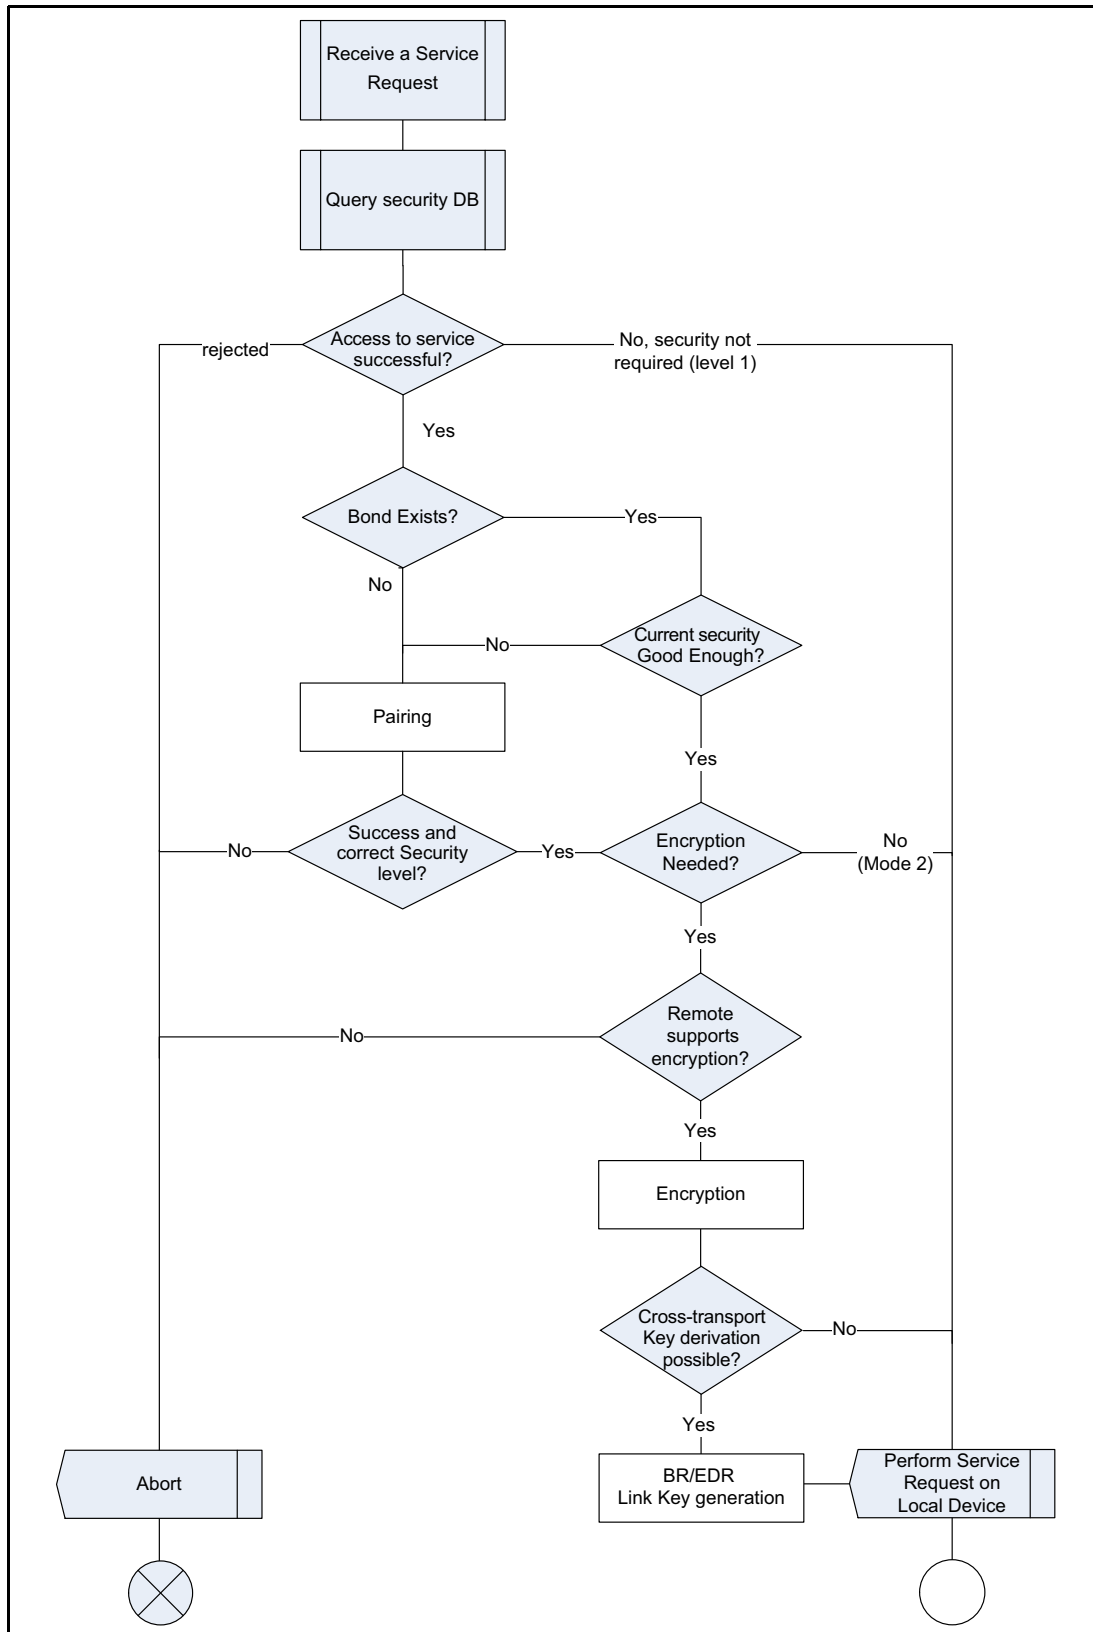 Receive a Service
Request
Query security DB
Access to service
successful?
rejected
No, security not
required (level 1)
Yes
Bond Exists?
Yes
No
Current security
Good Enough?
No
Pairing
Yes
Success and
correct Security
level?
No
Yes
Encryption
Needed?
No
(Mode 2)
Yes
Remote
supports
encryption?
No
Yes
Encryption
Cross-transport
Key derivation
possible?
No
Yes
Abort
BR/EDR
Link Key generation
Perform Service
Request on
Local Device